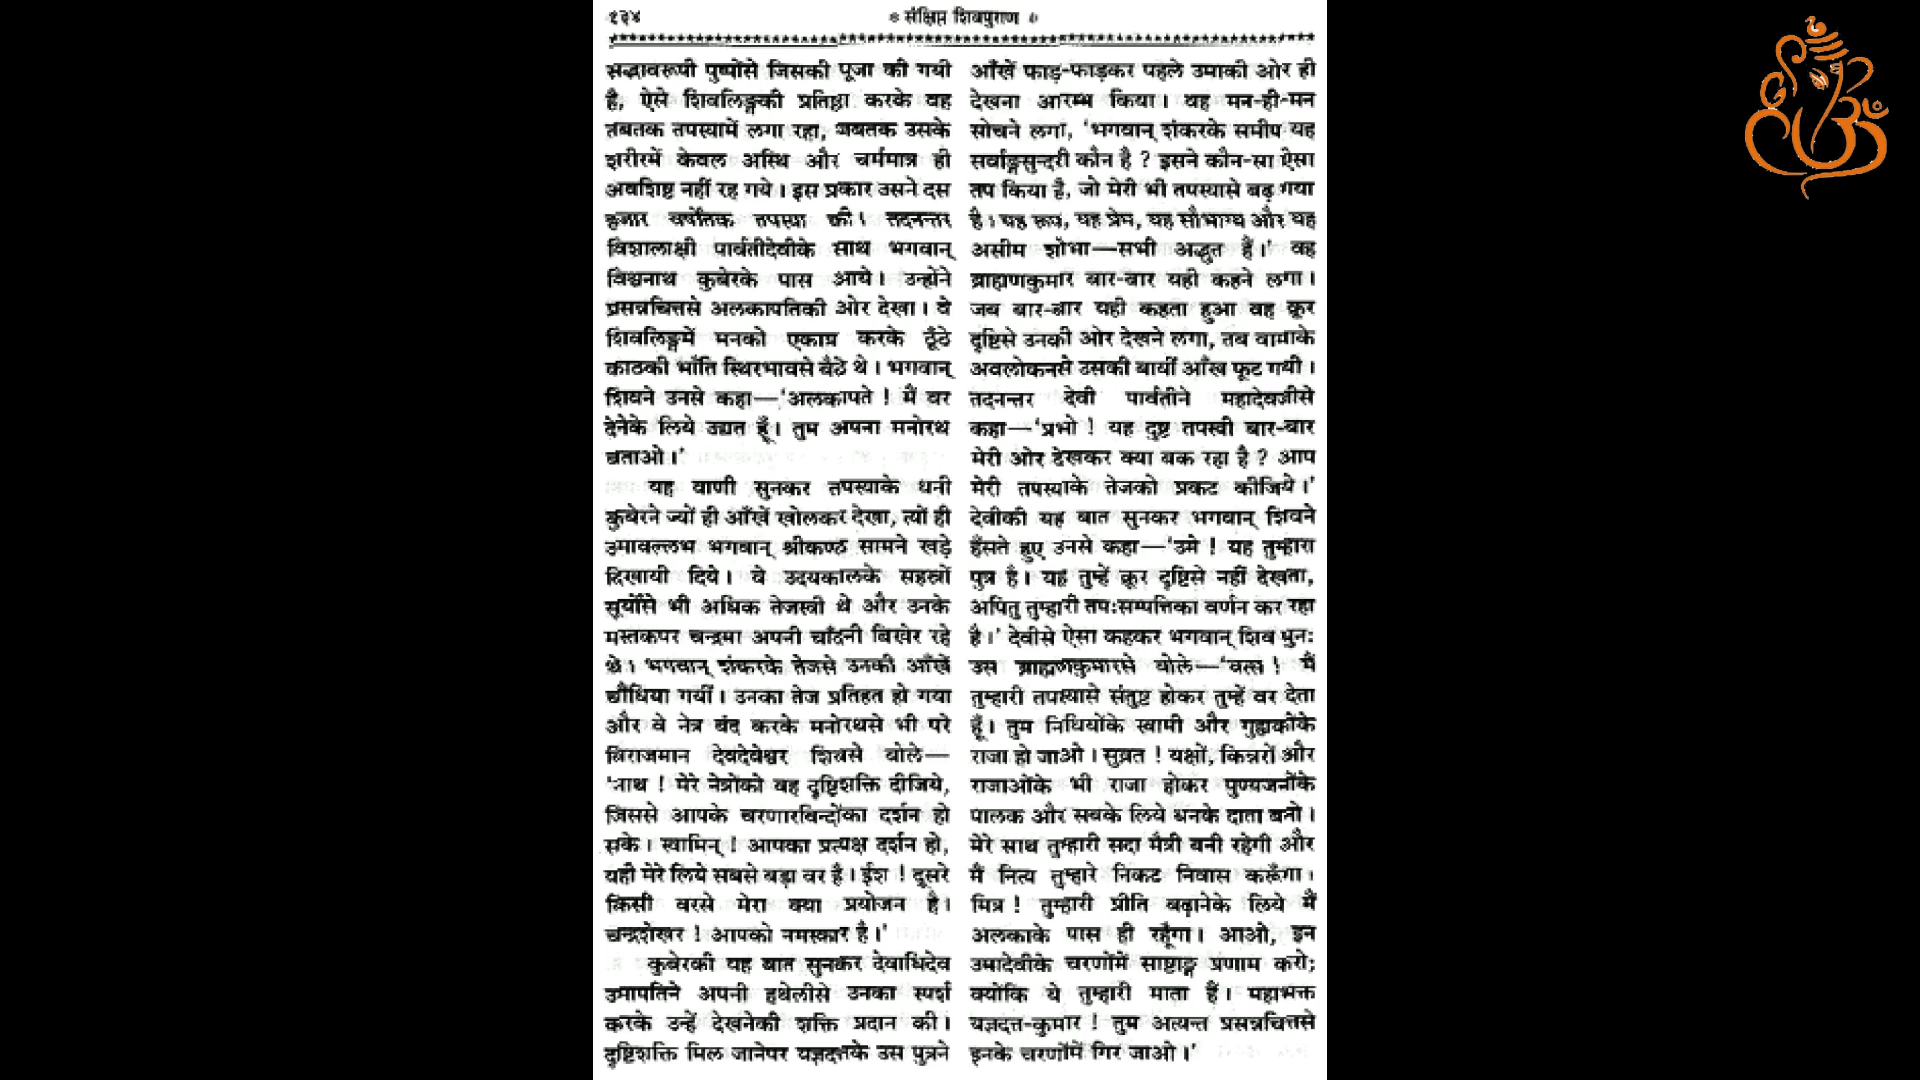 १३४
* संक्षिप्त शिवपुराण *
सद्भावरूपी पुष्पोंसे जिसकी पूजा की गयी
है, ऐसे शिवलिङ्गकी प्रतिष्ठा करके वह
तबतक तपस्यामें लगा रहा, जबतक उसके
शरीरमें केवल अस्थि और चर्ममात्र ही
अवशिष्ट नहीं रह गये। इस प्रकार उसने दस
हजार वर्षोंतक तपस्या की। तदनन्तर
विशालाक्षी पार्वतीदेवीके साथ भगवान्
विश्वनाथ कुबेरके पास आये। उन्होंने
प्रसन्नचित्तसे अलकापतिकी ओर देखा। वे
शिवलिङ्गमें मनको एकाग्र करके ठूँठे
काठकी भाँति स्थिरभावसे बैठे थे। भगवान्
शिवने उनसे कहा—'अलकापते ! मैं वर
देनेके लिये उद्यत हूँ। तुम अपना मनोरथ
बताओ।'
यह वाणी सुनकर तपस्याके धनी
कुबेरने ज्यों ही आँखें खोलकर देखा, त्यों ही
उमावल्लभ भगवान् श्रीकण्ठ सामने खड़े
दिखायी दिये। वे उदयकालके सहस्रों
सूर्योंसे भी अधिक तेजस्वी थे और उनके
मस्तकपर चन्द्रमा अपनी चाँदनी बिखेर रहे
थे। भगवान् शंकरके तेजसे उनकी आँखें
चौंधिया गयीं। उनका तेज प्रतिहत हो गया
और वे नेत्र बंद करके मनोरथसे भी परे
विराजमान देवदेवेश्वर शिवसे बोले—
'नाथ ! मेरे नेत्रोंको वह दृष्टिशक्ति दीजिये,
जिससे आपके चरणारविन्दोंका दर्शन हो
सके। स्वामिन् ! आपका प्रत्यक्ष दर्शन हो,
यही मेरे लिये सबसे बड़ा वर है। ईश ! दूसरे
किसी वरसे मेरा क्या प्रयोजन है।
चन्द्रशेखर ! आपको नमस्कार है।'
कुबेरकी यह बात सुनकर देवाधिदेव
उमापतिने अपनी हथेलीसे उनका स्पर्श
करके उन्हें देखनेकी शक्ति प्रदान की।
दृष्टिशक्ति मिल जानेपर यज्ञदत्तके उस पुत्रने
आँखें फाड़-फाड़कर पहले उमाकी ओर ही
देखना आरम्भ किया। वह मन-ही-मन
सोचने लगा, 'भगवान् शंकरके समीप यह
सर्वाङ्गसुन्दरी कौन है ? इसने कौन-सा ऐसा
तप किया है, जो मेरी भी तपस्यासे बढ़ गया
है। यह रूप, यह प्रेम, यह सौभाग्य और यह
असीम शोभा—सभी अद्भुत हैं।' वह
ब्राह्मणकुमार बार-बार यही कहने लगा।
जब बार-बार यही कहता हुआ वह क्रूर
दृष्टिसे उनकी ओर देखने लगा, तब वामाके
अवलोकनसे उसकी बायीं आँख फूट गयी।
तदनन्तर देवी पार्वतीने महादेवजीसे
कहा—'प्रभो ! यह दुष्ट तपस्वी बार-बार
मेरी ओर देखकर क्या बक रहा है ? आप
मेरी तपस्याके तेजको प्रकट कीजिये।'
देवीकी यह बात सुनकर भगवान् शिवने
हँसते हुए उनसे कहा—'उमे ! यह तुम्हारा
पुत्र है। यह तुम्हें क्रूर दृष्टिसे नहीं देखता,
अपितु तुम्हारी तपःसम्पत्तिका वर्णन कर रहा
है।' देवीसे ऐसा कहकर भगवान् शिव पुनः
उस ब्राह्मणकुमारसे बोले—'वत्स ! मैं
तुम्हारी तपस्यासे संतुष्ट होकर तुम्हें वर देता
हूँ। तुम निधियोंके स्वामी और गुह्यकोंके
राजा हो जाओ। सुव्रत ! यक्षों, किन्नरों और
राजाओंके भी राजा होकर पुण्यजनोंके
पालक और सबके लिये धनके दाता बनो।
मेरे साथ तुम्हारी सदा मैत्री बनी रहेगी और
मैं नित्य तुम्हारे निकट निवास करूँगा।
मित्र ! तुम्हारी प्रीति बढ़ानेके लिये मैं
अलकाके पास ही रहूँगा। आओ, इन
उमादेवीके चरणोंमें साष्टाङ्ग प्रणाम करो;
क्योंकि ये तुम्हारी माता हैं। महाभक्त
यज्ञदत्त-कुमार ! तुम अत्यन्त प्रसन्नचित्तसे
इनके चरणोंमें गिर जाओ।'